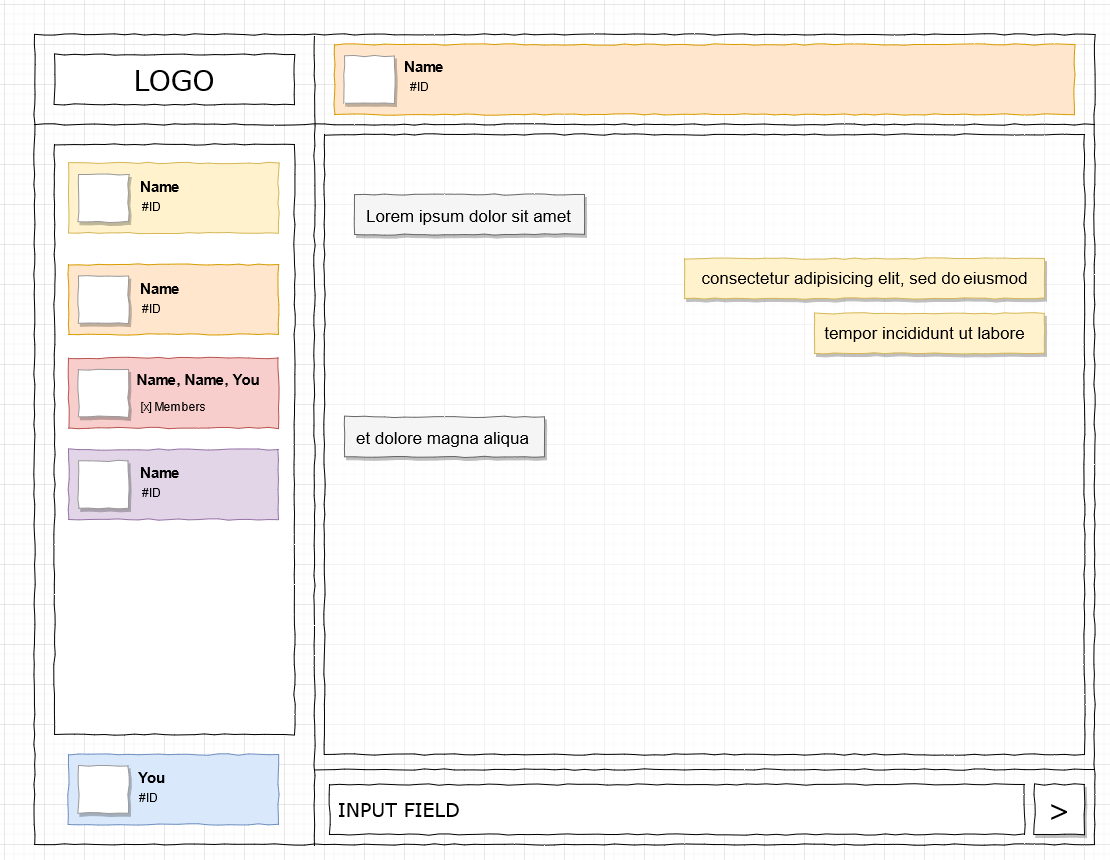 LOGO
Name
#ID
Name
#ID
Name
#ID
Name, Name, You
[x] Members
Name
#ID
You
#ID
Lorem ipsum dolor sit amet
consectetur adipisicing elit, sed do eiusmod
tempor incididunt ut labore
et dolore magna aliqua
INPUT FIELD
>